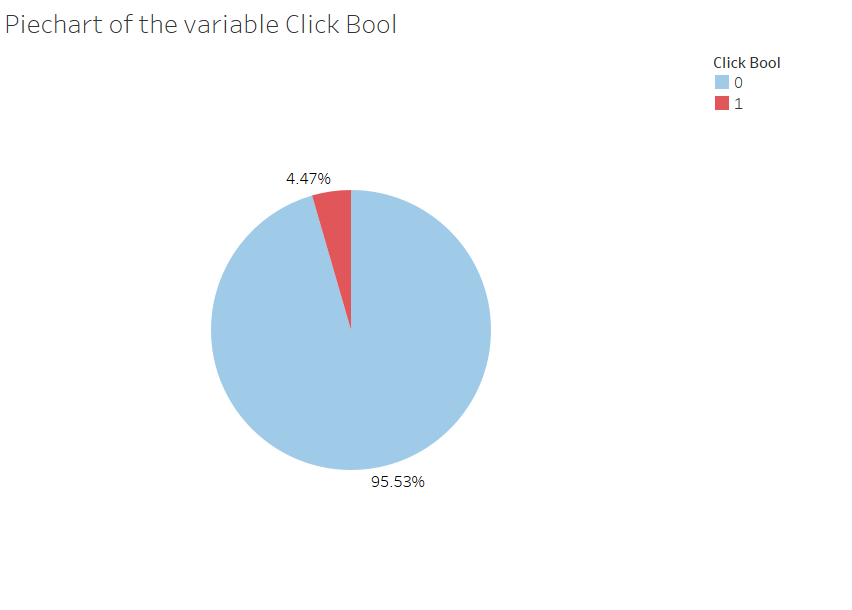 Piechart of the variable Click Bool
Click Bool
0
1
4.47%
95.53%